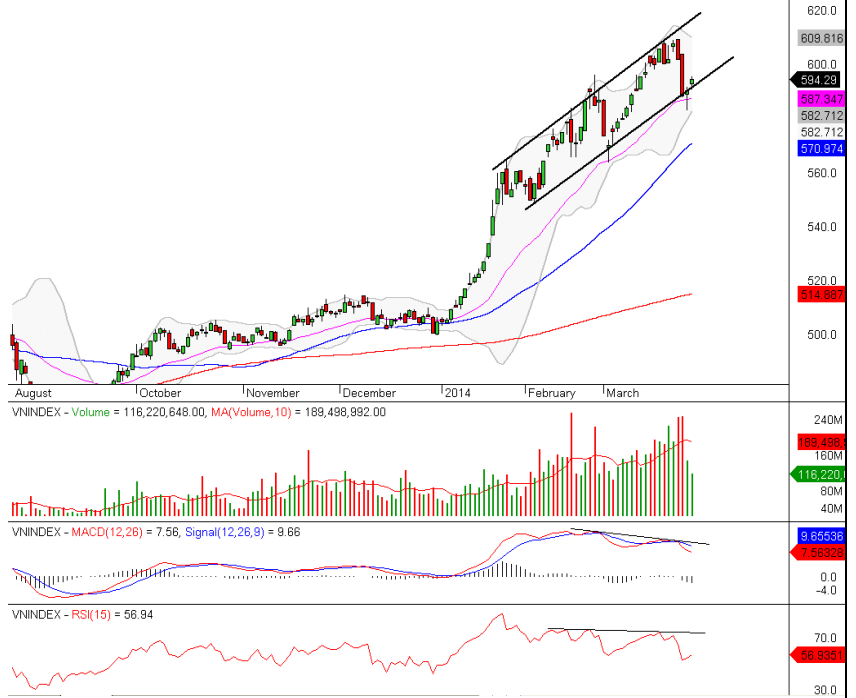 620.0
609.816
600.0
594.29
587.347
582.712
582.712
570.974
560.0
540.0
520.0
514.887
500.0
August October November December 2014 February March
VNINDEX - Volume = 116,220,648.00, MA(Volume,10) = 189,498,992.00
240M
189,498,
160M
116,220,
80M
40M
VNINDEX - MACD(12,26) = 7.56, Signal(12,26,9) = 9.66
9.65536
7.56328
0.0
-4.0
VNINDEX - RSI(15) = 56.94
70.0
56.9351
30.0